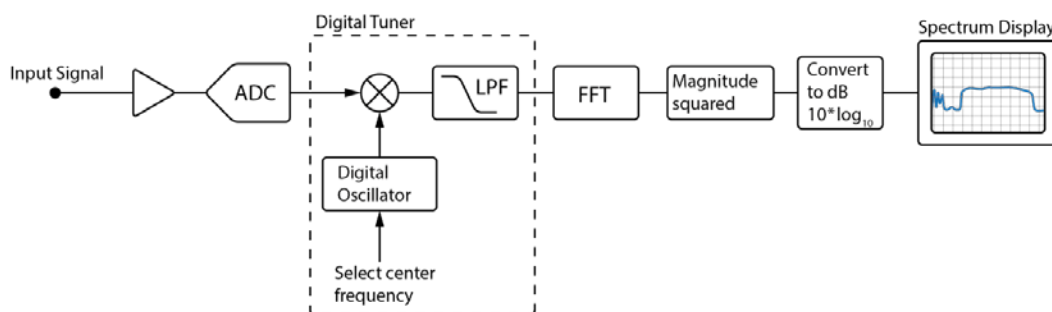 Digital Tuner
Spectrum Display
Input Signal
ADC
LPF
FFT
Magnitude
squared
Convert
to dB
10* log10
Digital
Oscillator
Select center
frequency